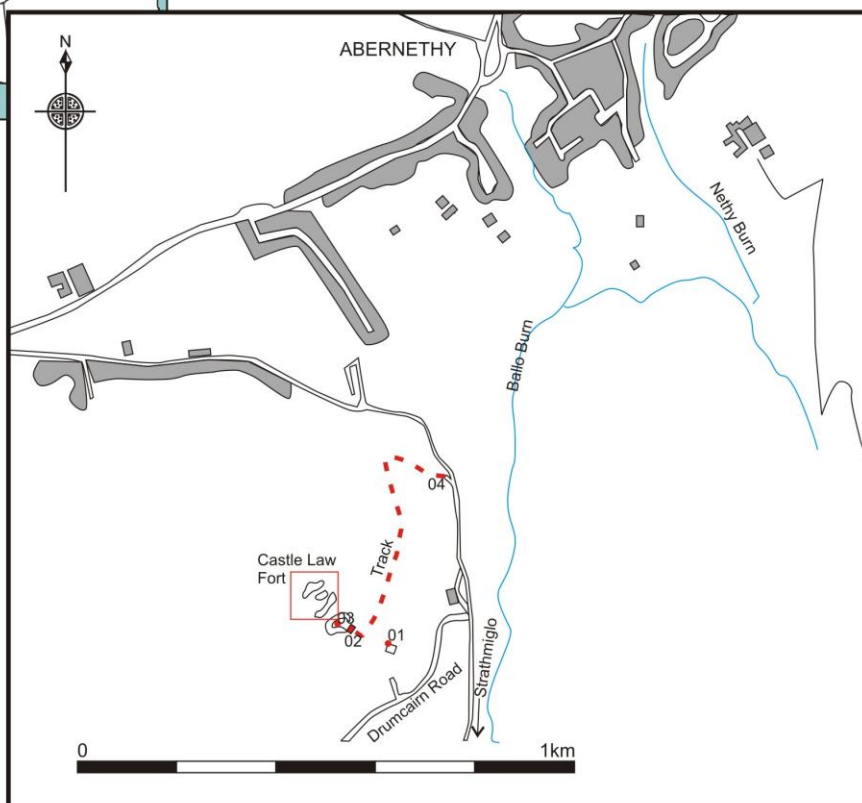 N
ABERNETHY
Nethy Burn
Ballo Burn
04
Track
Castle Law
Fort
03
02
01
Strathmiglo
Drumcairn Road
0
1km